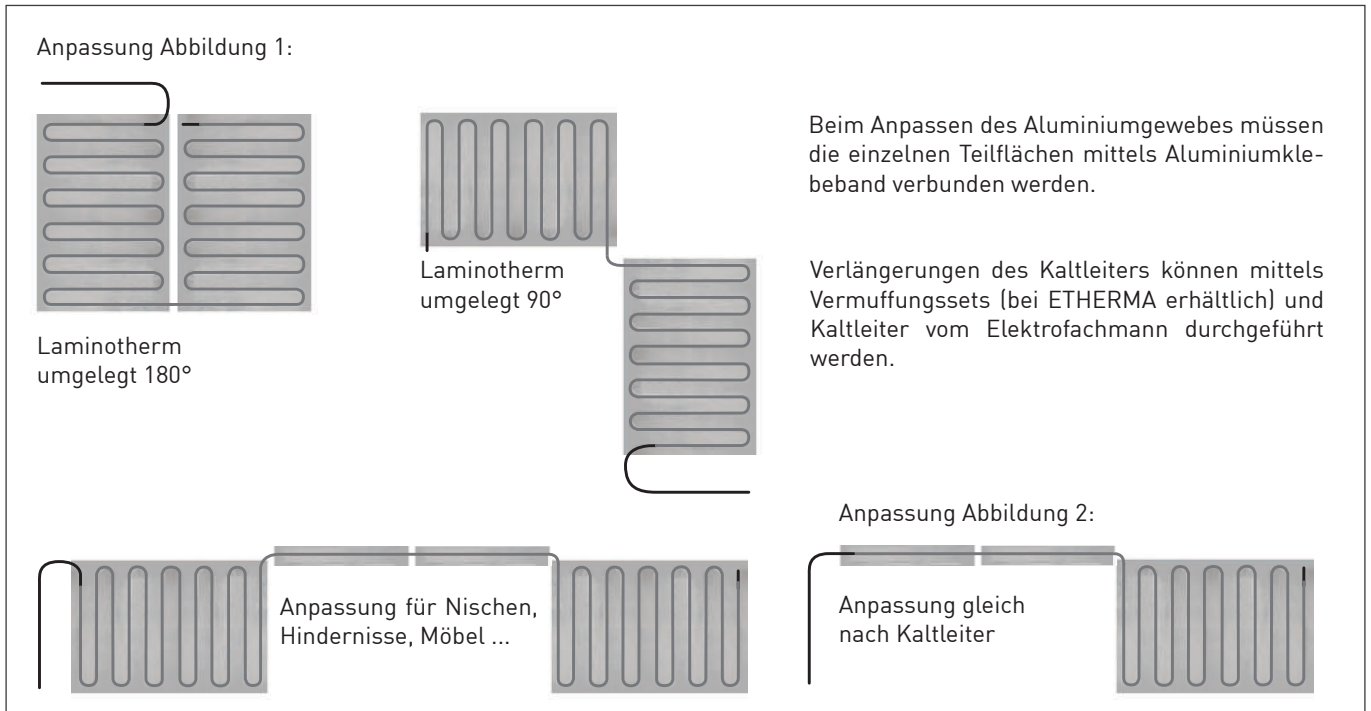 Anpassung Abbildung 1:
Laminotherm
umgelegt 180°
Laminotherm
umgelegt 90°
Beim Anpassen des Aluminiumgewebes müssen
die einzelnen Teilflächen mittels Aluminiumkle-
beband verbunden werden.
Verlängerungen des Kaltleiters können mittels
Vermuffungssets (bei ETHERMA erhältlich) und
Kaltleiter vom Elektrofachmann durchgeführt
werden.
Anpassung für Nischen,
Hindernisse, Möbel ...
Anpassung Abbildung 2:
Anpassung gleich
nach Kaltleiter